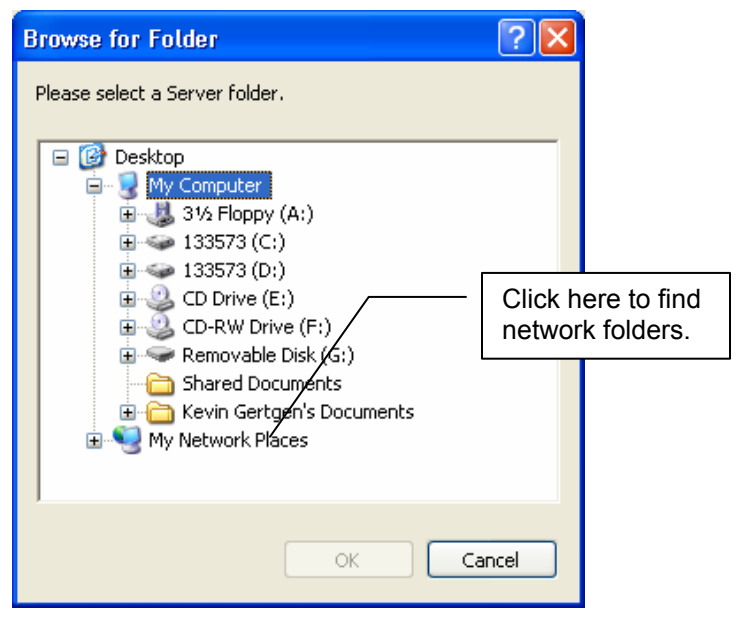 Browse for Folder
Please select a Server folder.
Desktop
My Computer
3½ Floppy (A:)
133573 (C:)
133573 (D:)
CD Drive (E:)
CD-RW Drive (F:)
Removable Disk (G:)
Shared Documents
Kevin Gertgen's Documents
My Network Places
Click here to find
network folders.
OK
Cancel